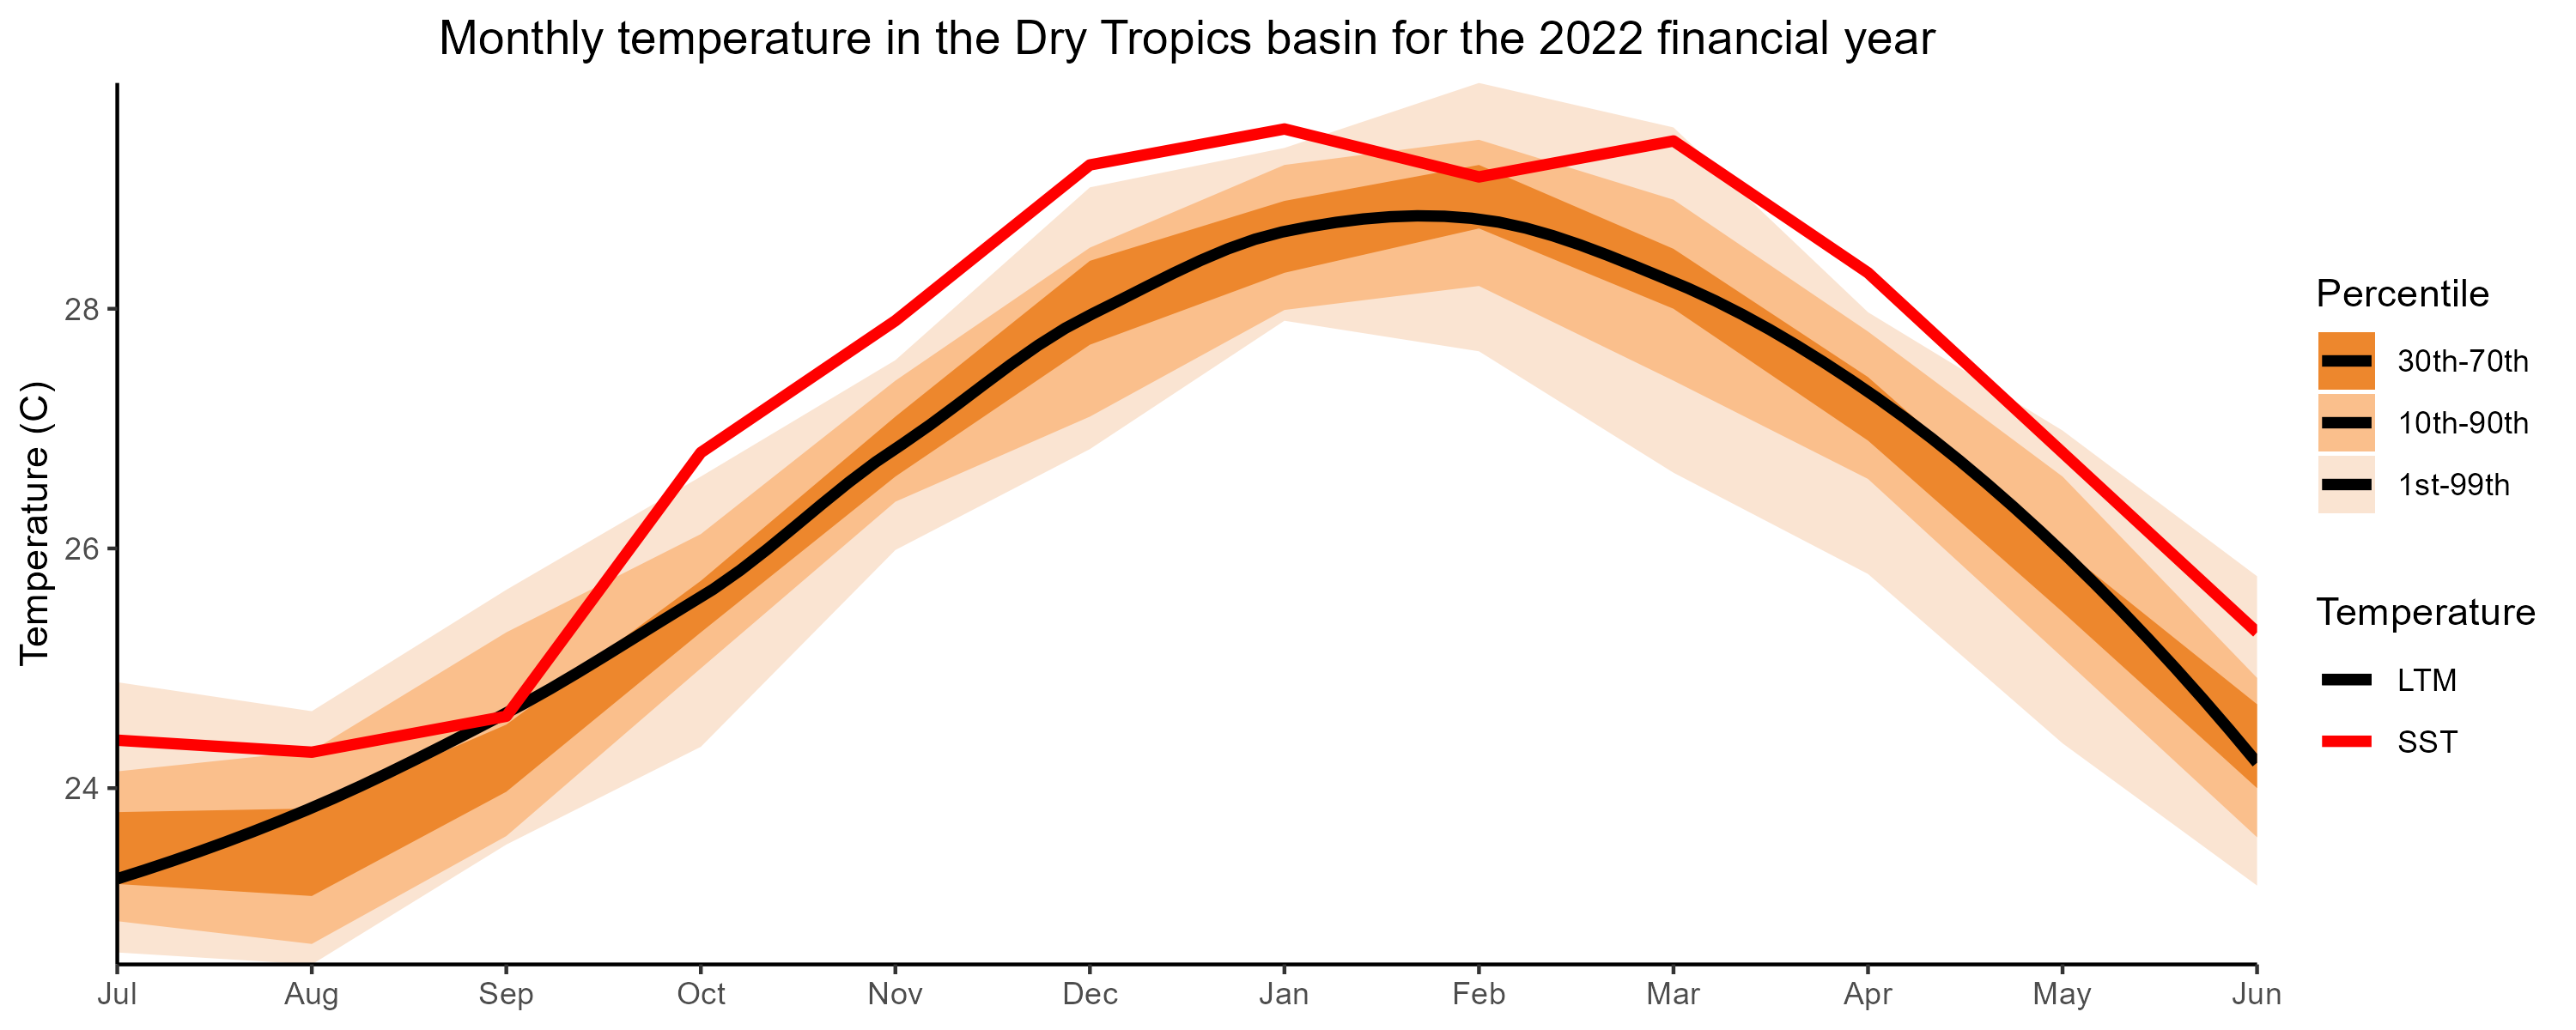 Monthly temperature in the Dry Tropics basin for the 2022 financial year
Temperature (C)
28
26
24
Jul Aug Sep Oct Nov Dec Jan Feb Mar Apr May Jun
Percentile
30th-70th
10th-90th
1st-99th
Temperature
LTM
SST